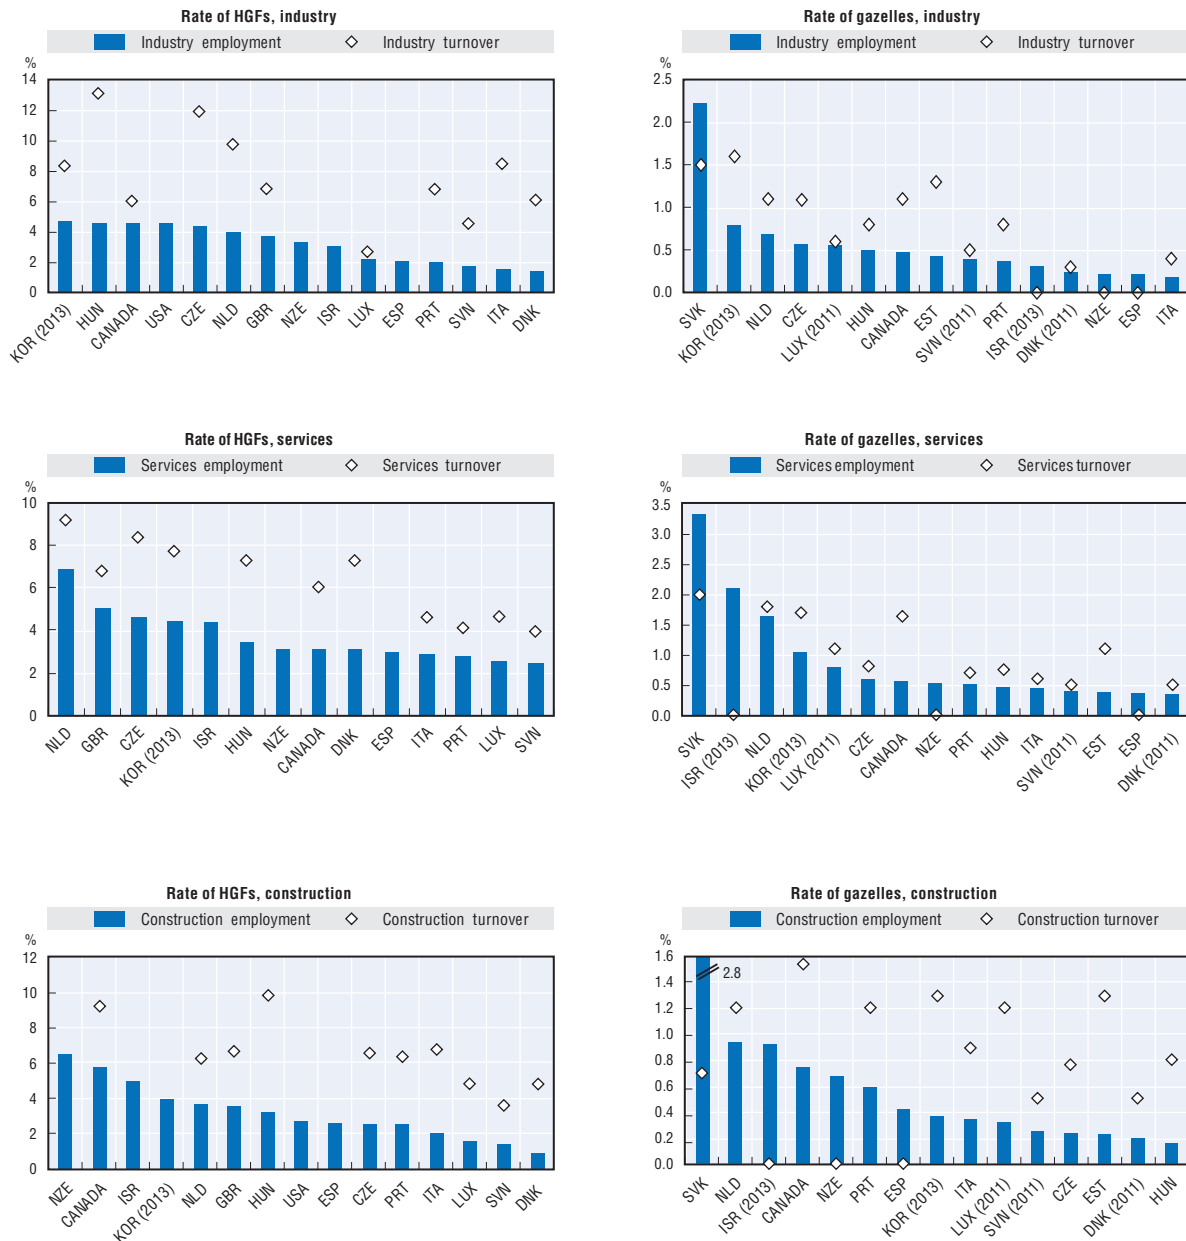 Rate of HGFs, industry
Industry employment Industry turnover
%
14
12
10
8
6
4
2
0
KOR (2013) HUN CANADA USA CZE NLD GBR NZE ISR LUX ESP PRT SVN ITA DNK
Rate of gazelles, industry
Industry employment Industry turnover
%
2.5
2.0
1.5
1.0
0.5
0.0
SVK KOR (2013) NLD CZE LUX (2011) HUN CANADA EST SVN (2011) PRT ISR (2013) DNK (2011) NZE ESP ITA
Rate of HGFs, services
Services employment Services turnover
%
10
8
6
4
2
0
NLD GBR CZE KOR (2013) ISR HUN NZE CANADA DNK ESP ITA PRT LUX SVN
Rate of gazelles, services
Services employment Services turnover
%
3.5
3.0
2.5
2.0
1.5
1.0
0.5
0.0
SVK ISR (2013) NLD KOR (2013) LUX (2011) CZE CANADA NZE PRT HUN ITA SVN (2011) EST ESP DNK (2011)
Rate of HGFs, construction
Construction employment Construction turnover
%
12
10
8
6
4
2
0
NZE CANADA ISR KOR (2013) NLD GBR HUN USA ESP CZE PRT ITA LUX SVN DNK
Rate of gazelles, construction
Construction employment Construction turnover
%
1.6
1.4
1.2
1.0
0.8
0.6
0.4
0.2
0.0
2.8
SVK NLD ISR (2013) CANADA NZE PRT ESP KOR (2013) ITA LUX (2011) SVN (2011) CZE EST DNK (2011) HUN